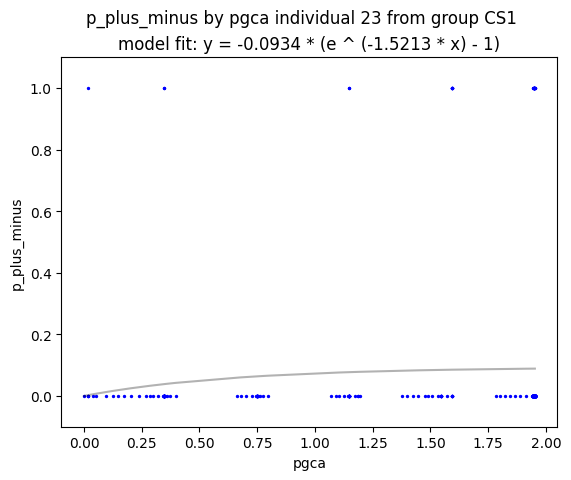 p_plus_minus by pgca individual 23 from group CS1
model fit: y = -0.0934 * (e ^ (-1.5213 * x) - 1)
1.0
0.8
0.6
0.4
0.2
0.0
p_plus_minus
0.00 0.25 0.50 0.75 1.00 1.25 1.50 1.75 2.00
pgca